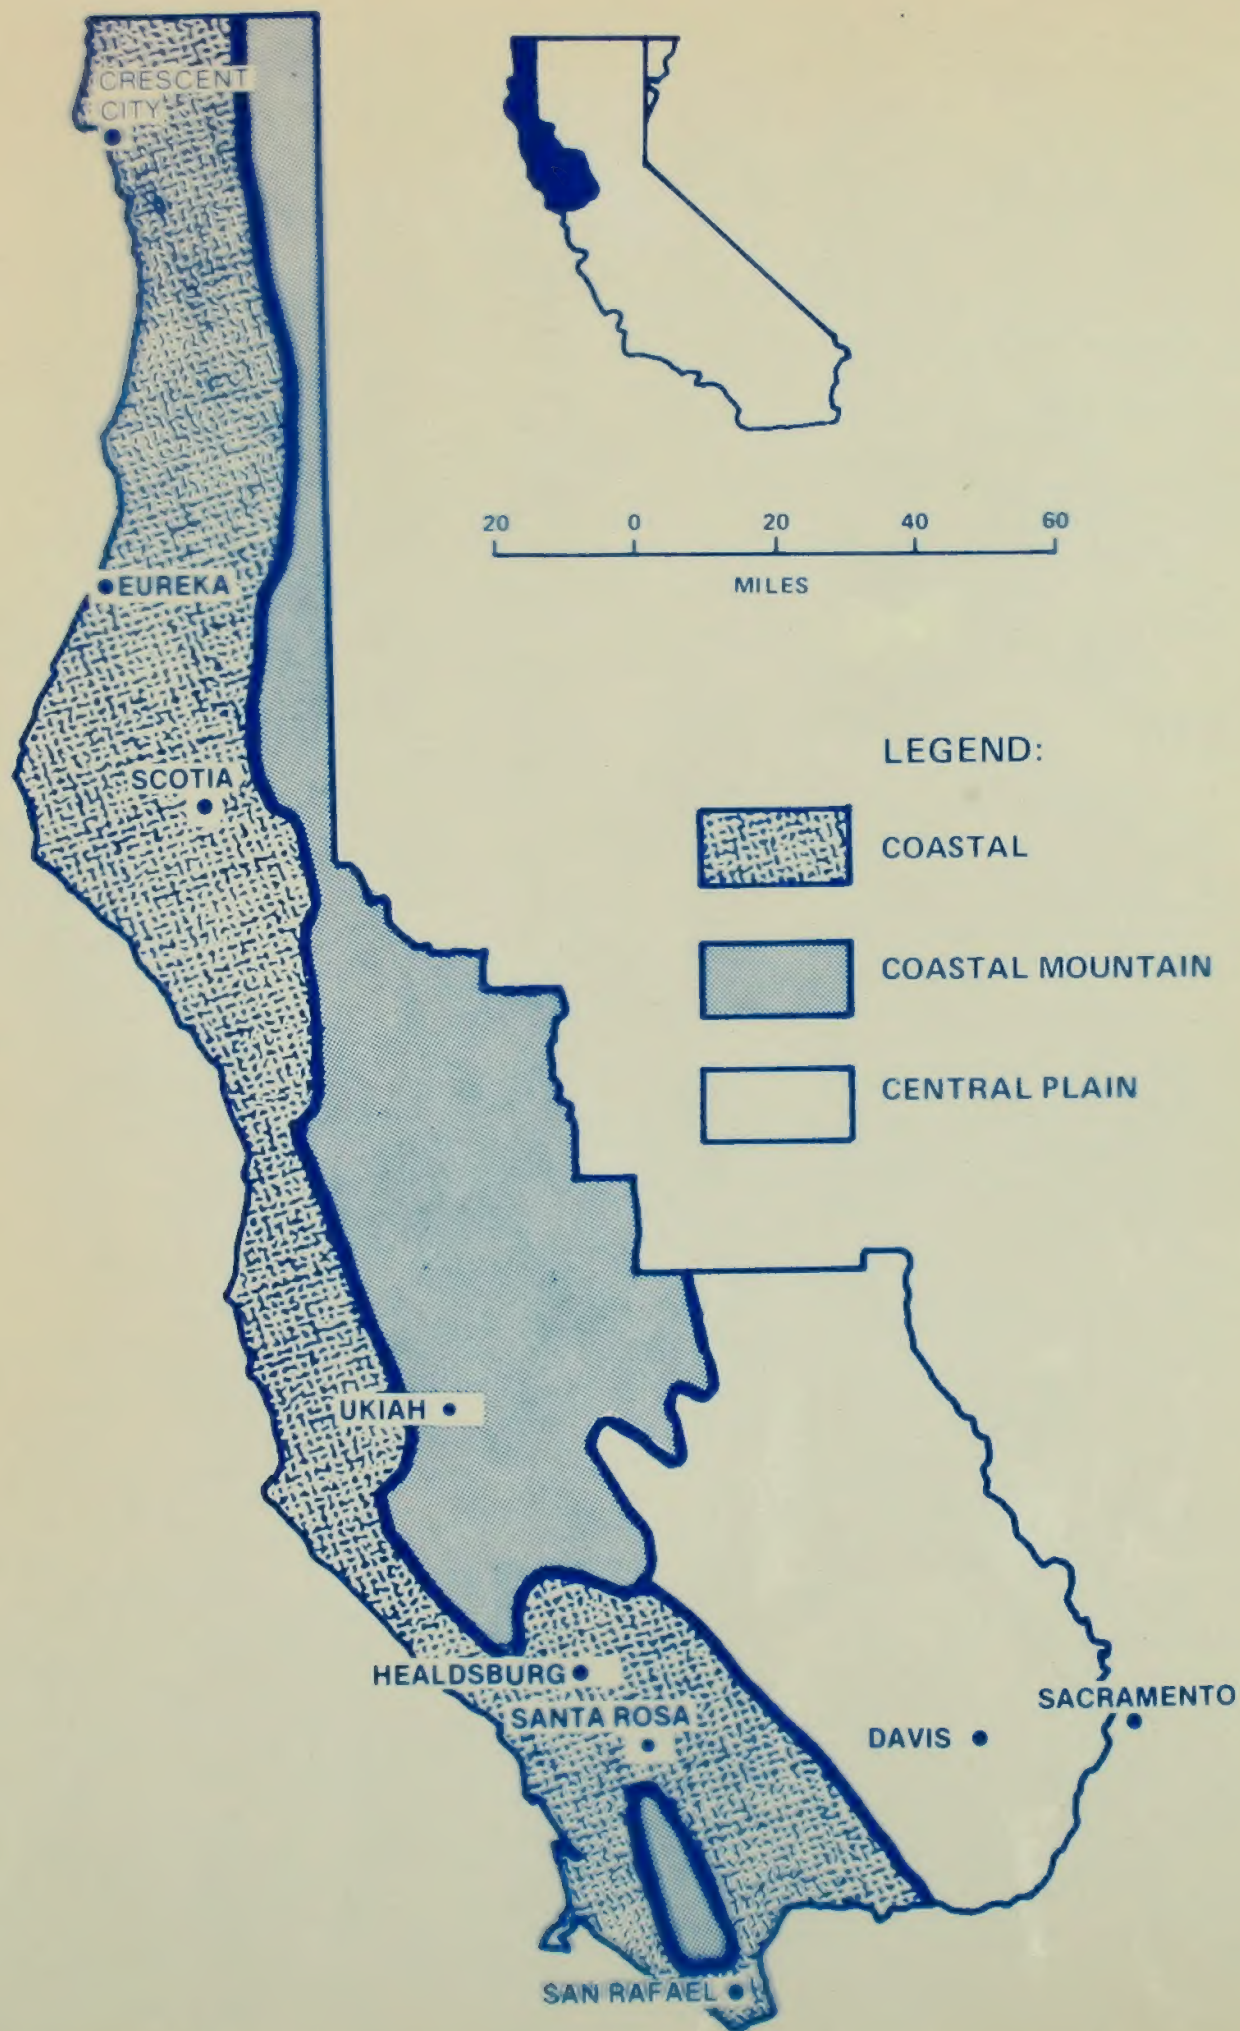 CRESCENT
CITY
20 0 20 40 60
MILES
EUREKA
LEGEND:
SCOTIA
COASTAL
COASTAL MOUNTAIN
CENTRAL PLAIN
UKIAH
HEALDSBURG
SANTA ROSA
SACRAMENTO
DAVIS
SAN RAFAEL